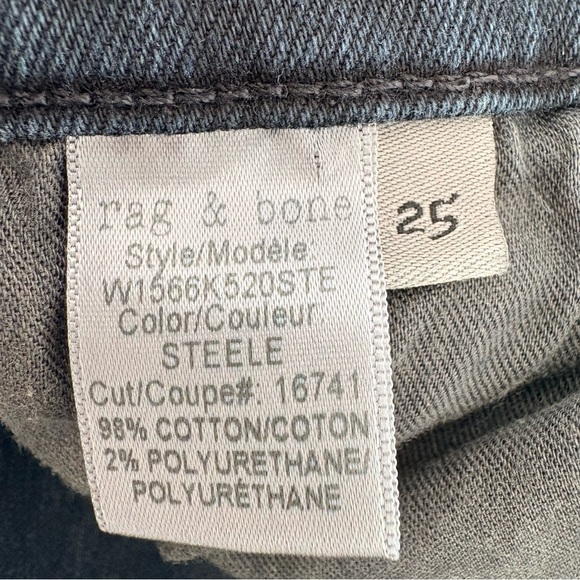 rag & bone
Style/Modèle
W1566K520STE
Color/Couleur
STEELE
Cut/Coupe#: 16741
98% COTTON/COTON
2% POLYURETHANE/
POLYURÉTHANE
25